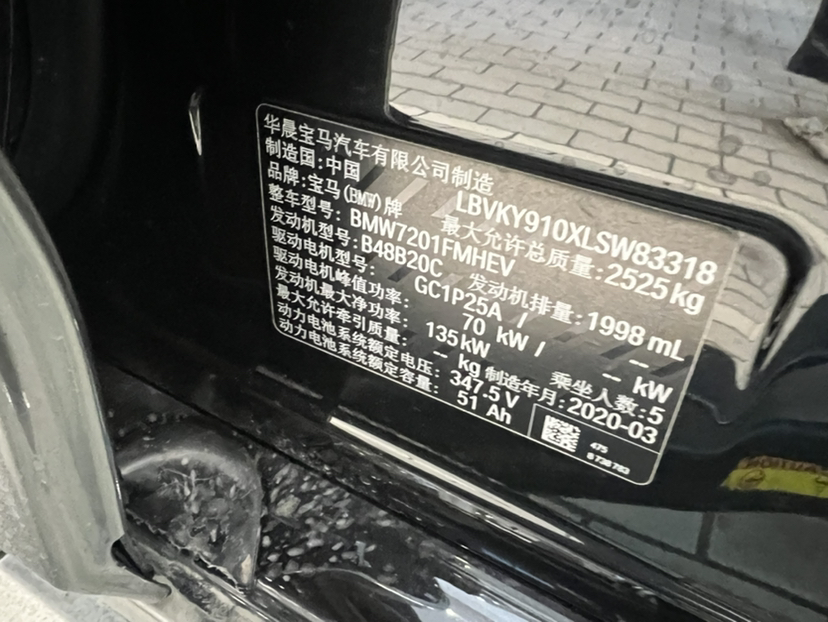 华晨宝马汽车有限公司制造
制造国:中国 LBVKY910XLSW83318
品牌:宝马(BMW)牌 最大允许总质量:2525kg
整车型号: BMW7201FMHEV
发动机型号:B48B20C 发动机排量:1998 mL
驱动电机型号: GC1P25A / --
驱动电机峰值功率: 70 kW / -- kW
发动机最大净功率: 135kW 乘坐人数:5
最大允许牵引质量: -- kg 制造年月:2020-03
动力电池系统额定电压:347.5 V
动力电池系统额定容量: 51 Ah
475
8 738 783